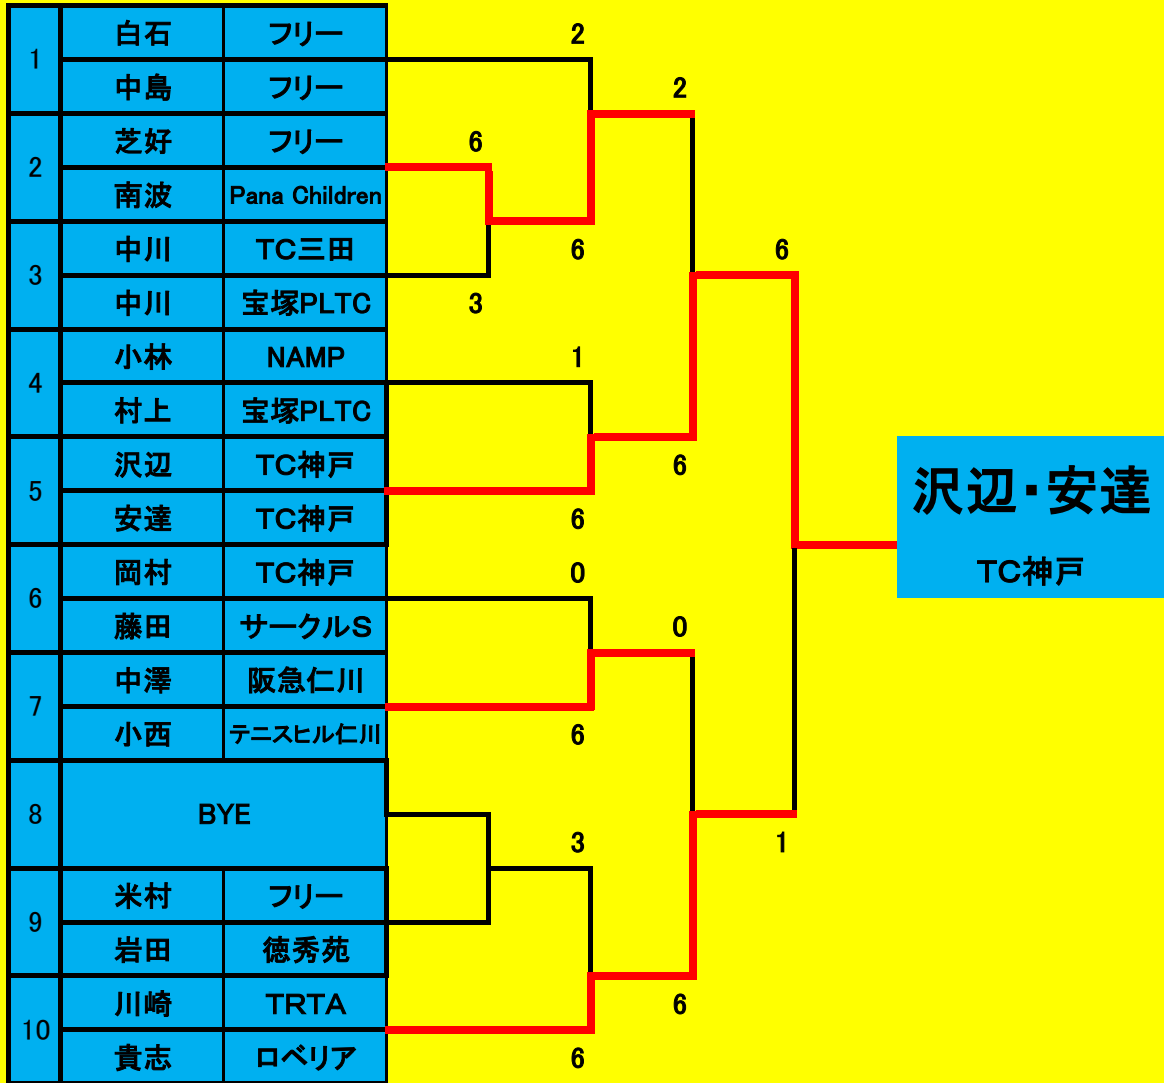 白石 フリー 2
1
中島 フリー 2
芝好 フリー 6
2
南波 Pana Children
中川 TC三田 6 6
3
中川 宝塚PLTC 3
小林 NAMP 1
4
村上 宝塚PLTC
沢辺 TC神戸 6
5
安達 TC神戸 6
沢辺・安達
TC神戸
岡村 TC神戸 0
6
藤田 サークルS 0
中澤 阪急仁川
7
小西 テニスヒル仁川 6
8 BYE
3 1
米村 フリー
9
岩田 徳秀苑
川崎 TRTA 6
10
貴志 ロベリア 6